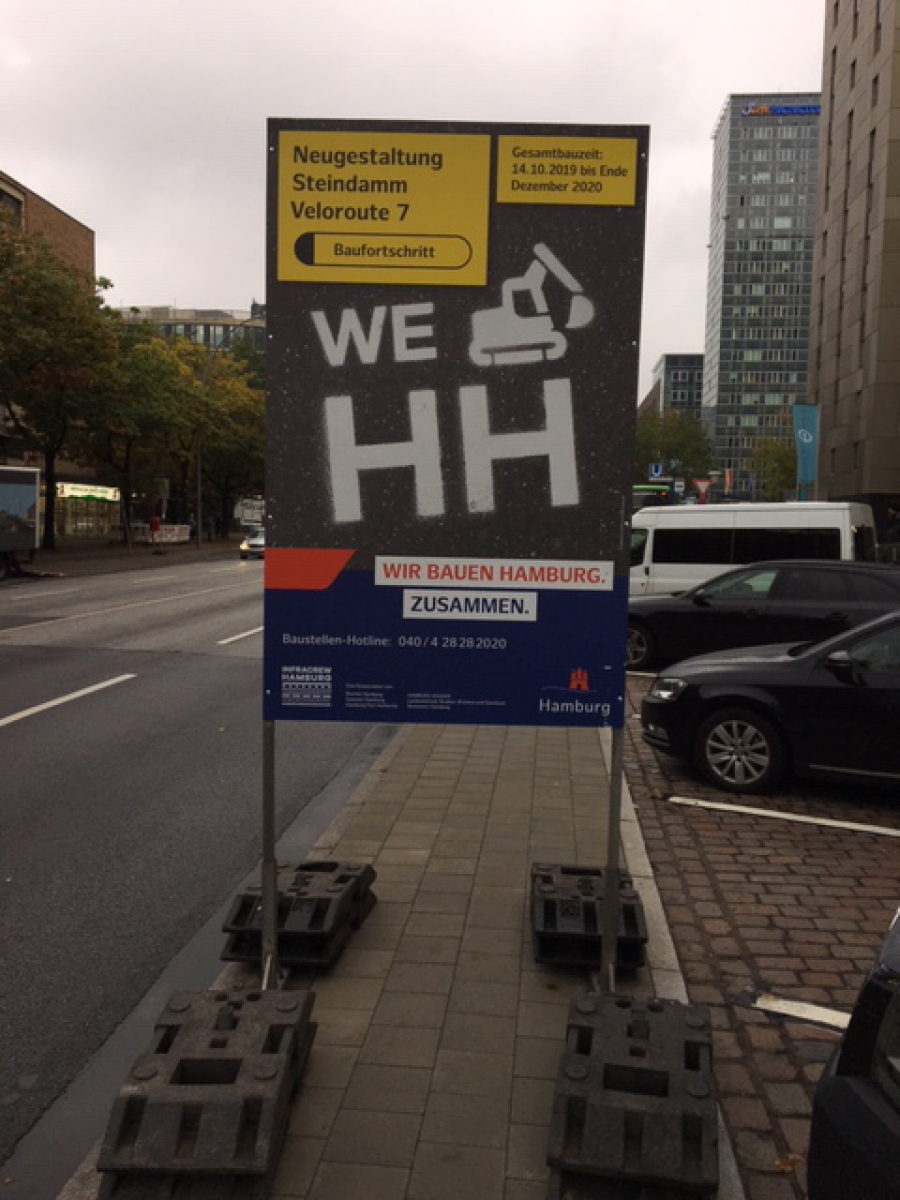 Neugestaltung
Steindamm
Veloroute 7
Baufortschritt
Gesamtbauzeit:
14.10.2019 bis Ende
Dezember 2020
WE
HH
WIR BAUEN HAMBURG.
ZUSAMMEN.
Baustellen-Hotline: 040 / 4 28 28 2020
INFRACREW
HAMBURG
Hamburg
U